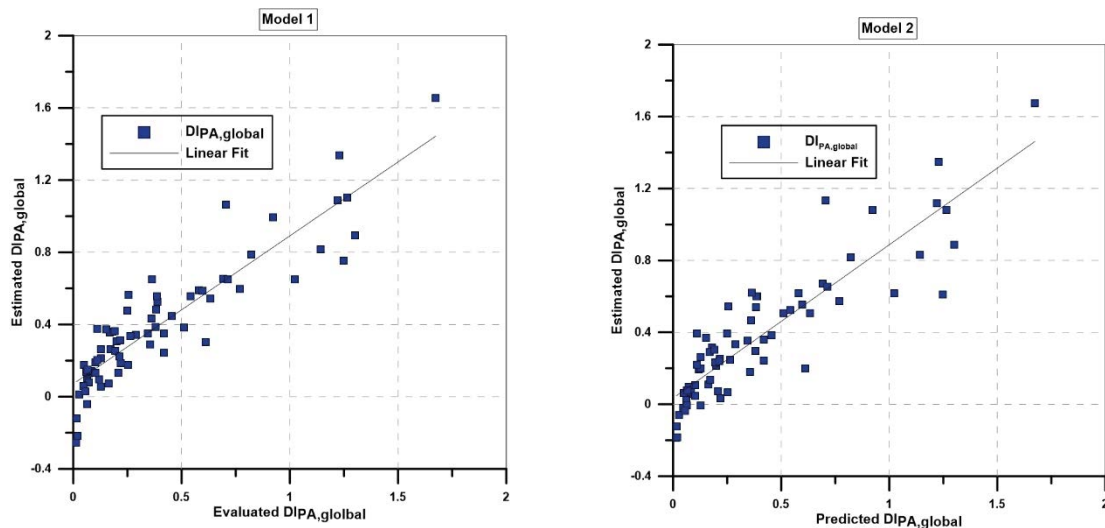 Model 1
2
1.6
1.2
0.8
0.4
0
-0.4
Estimated DIPA,global
DIPA,global
Linear Fit
0
0.5
1
1.5
2
Evaluated DIPA,glolbal
Model 2
2
1.6
1.2
0.8
0.4
0
-0.4
Estimated DIPA,global
DIPA,global
Linear Fit
0
0.5
1
1.5
2
Predicted DIPA,glolbal